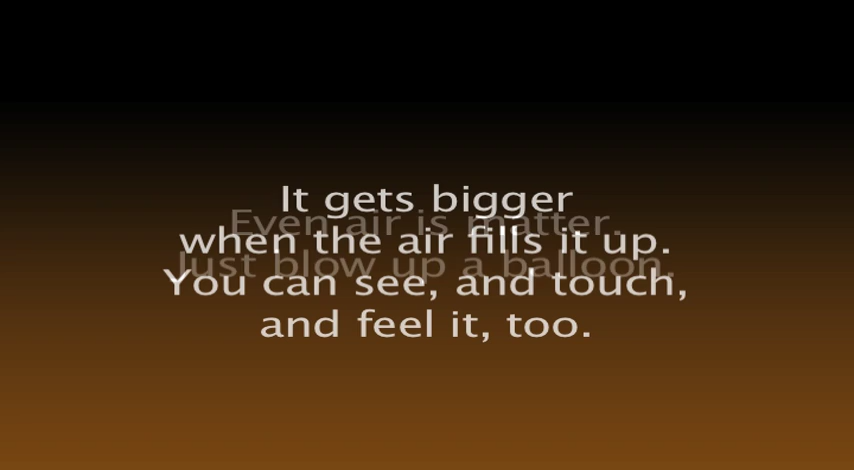 It gets bigger
Even air is matter.
when the air fills it up.
Just blow up a balloon.
You can see, and touch,
and feel it, too.